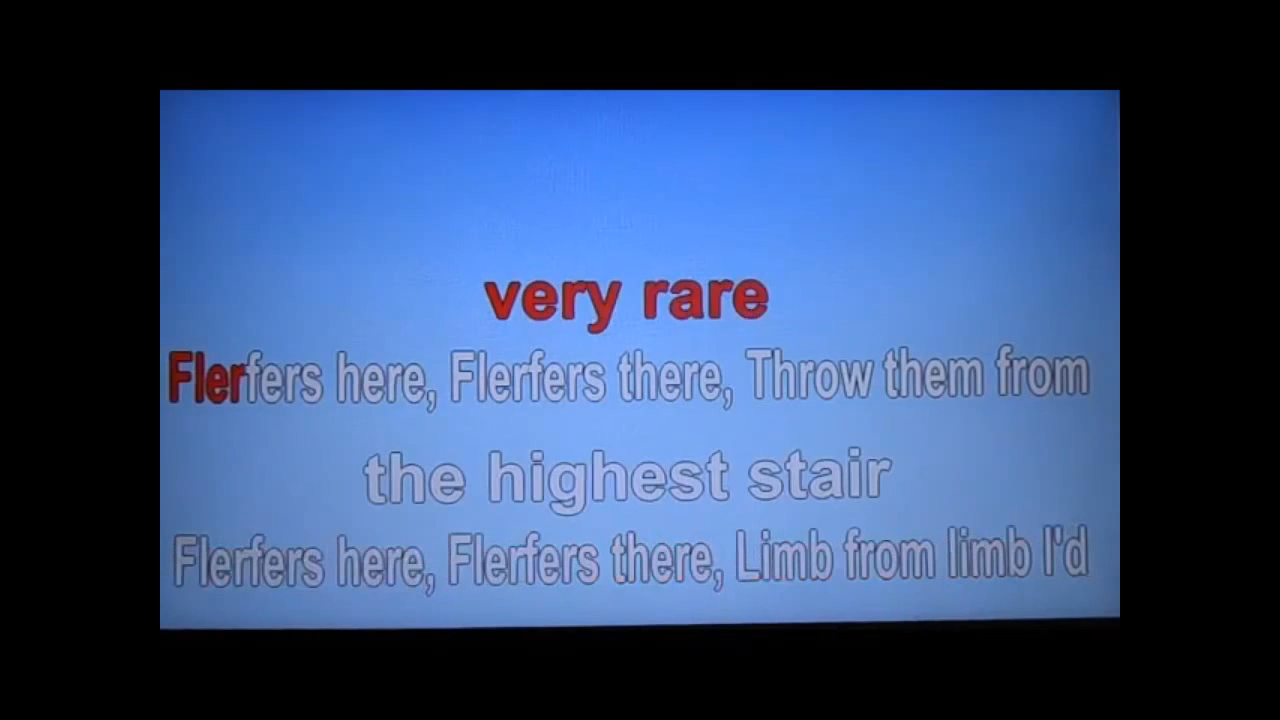 very rare
Flerfers here, Flerfers there, Throw them from
the highest stair
Flerfers here, Flerfers there, Limb from limb I'd